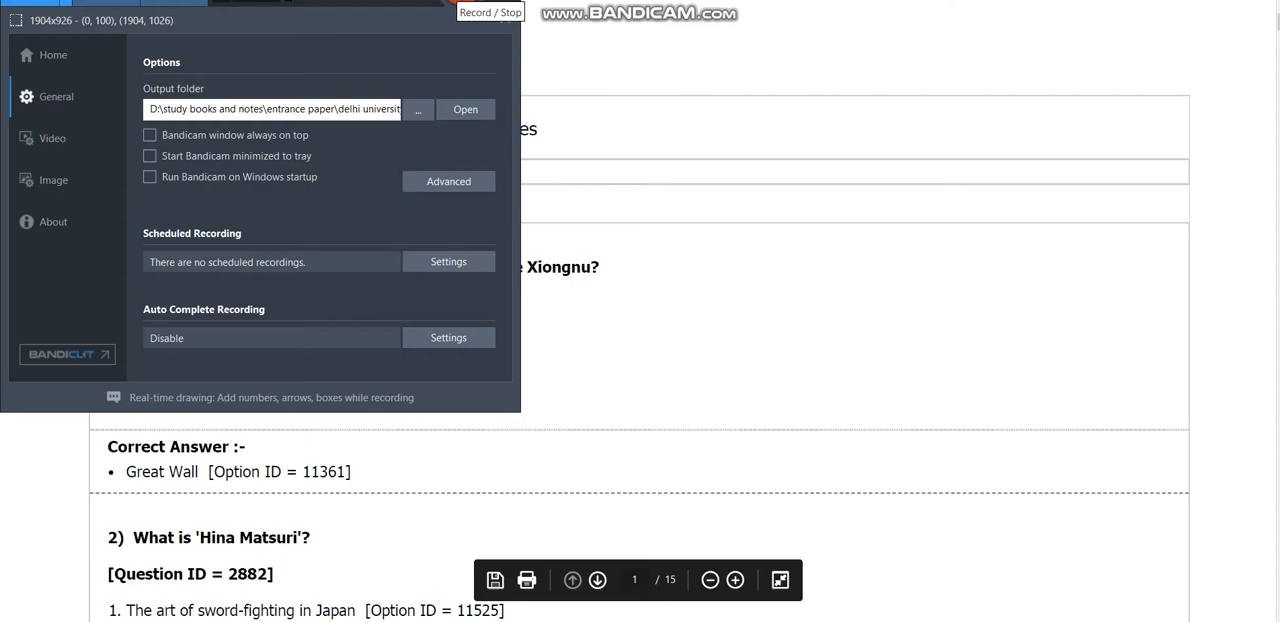 Record / Stop
www.BANDICAM.com
1904x926 - (0, 100), (1904, 1026)
Home
General
Video
Image
About
BANDICUT
Options
Output folder
D:\study books and notes\entrance paper\delhi universit
...
Open
Bandicam window always on top
Start Bandicam minimized to tray
Run Bandicam on Windows startup
Advanced
Scheduled Recording
There are no scheduled recordings.
Settings
Auto Complete Recording
Disable
Settings
Real-time drawing: Add numbers, arrows, boxes while recording
es
e Xiongnu?
Correct Answer :-
• Great Wall [Option ID = 11361]
2) What is 'Hina Matsuri'?
[Question ID = 2882]
1. The art of sword-fighting in Japan [Option ID = 11525]
1 / 15